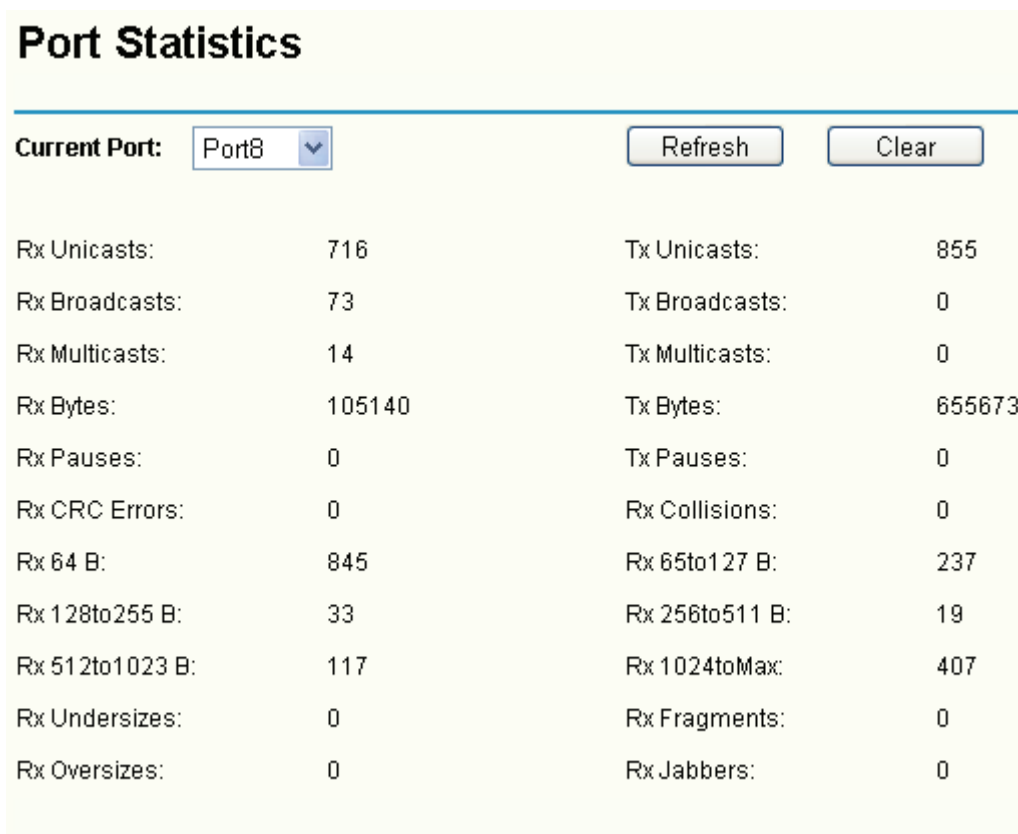 Port Statistics
Current Port: Port8 Refresh Clear
Rx Unicasts: 716 Tx Unicasts: 855
Rx Broadcasts: 73 Tx Broadcasts: 0
Rx Multicasts: 14 Tx Multicasts: 0
Rx Bytes: 105140 Tx Bytes: 655673
Rx Pauses: 0 Tx Pauses: 0
Rx CRC Errors: 0 Rx Collisions: 0
Rx 64 B: 845 Rx 65to127 B: 237
Rx 128to255 B: 33 Rx 256to511 B: 19
Rx 512to1023 B: 117 Rx 1024toMax: 407
Rx Undersizes: 0 Rx Fragments: 0
Rx Oversizes: 0 Rx Jabbers: 0